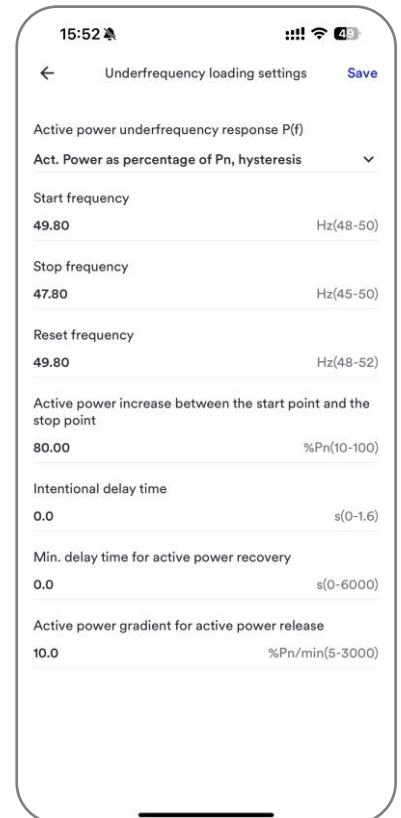 15:52
49
Underfrequency loading settings Save
Active power underfrequency response P(f)
Act. Power as percentage of Pn, hysteresis
Start frequency
49.80 Hz(48-50)
Stop frequency
47.80 Hz(45-50)
Reset frequency
49.80 Hz(48-52)
Active power increase between the start point and the
stop point
80.00 %Pn(10-100)
Intentional delay time
0.0 s(0-1.6)
Min. delay time for active power recovery
0.0 s(0-6000)
Active power gradient for active power release
10.0 %Pn/min(5-3000)